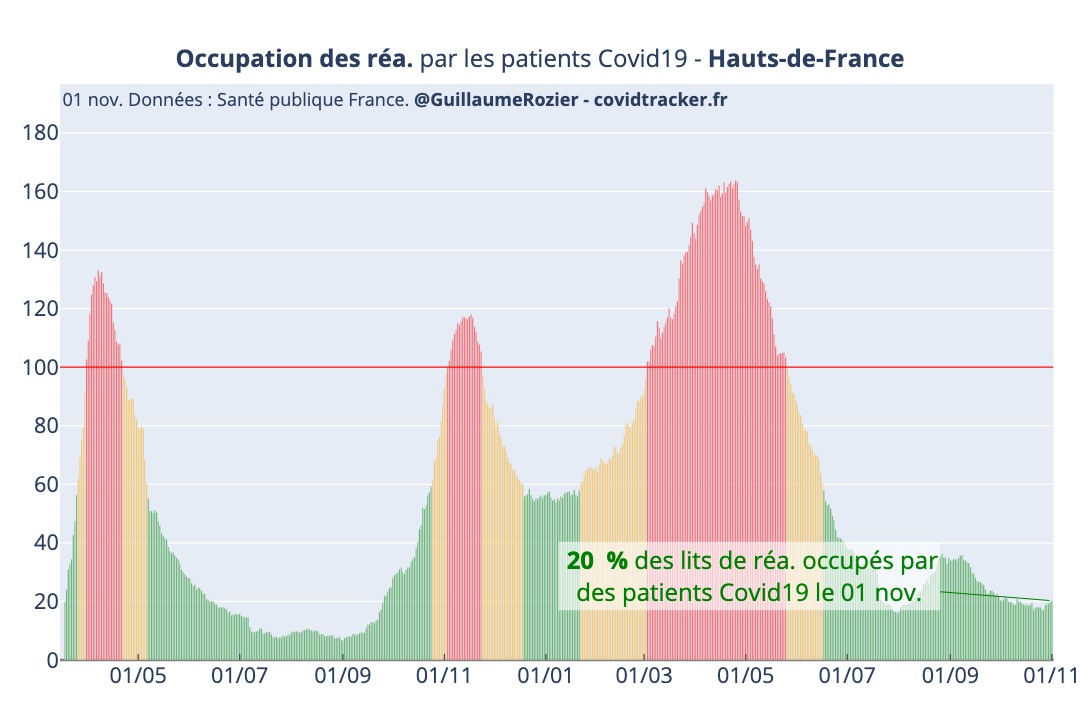 Occupation des réa. par les patients Covid19 - Hauts-de-France
01 nov. Données : Santé publique France. @GuillaumeRozier - covidtracker.fr
180
160
140
120
100
80
60
40
20
0
20 % des lits de réa. occupés par
des patients Covid19 le 01 nov.
01/05 01/07 01/09 01/11 01/01 01/03 01/05 01/07 01/09 01/11